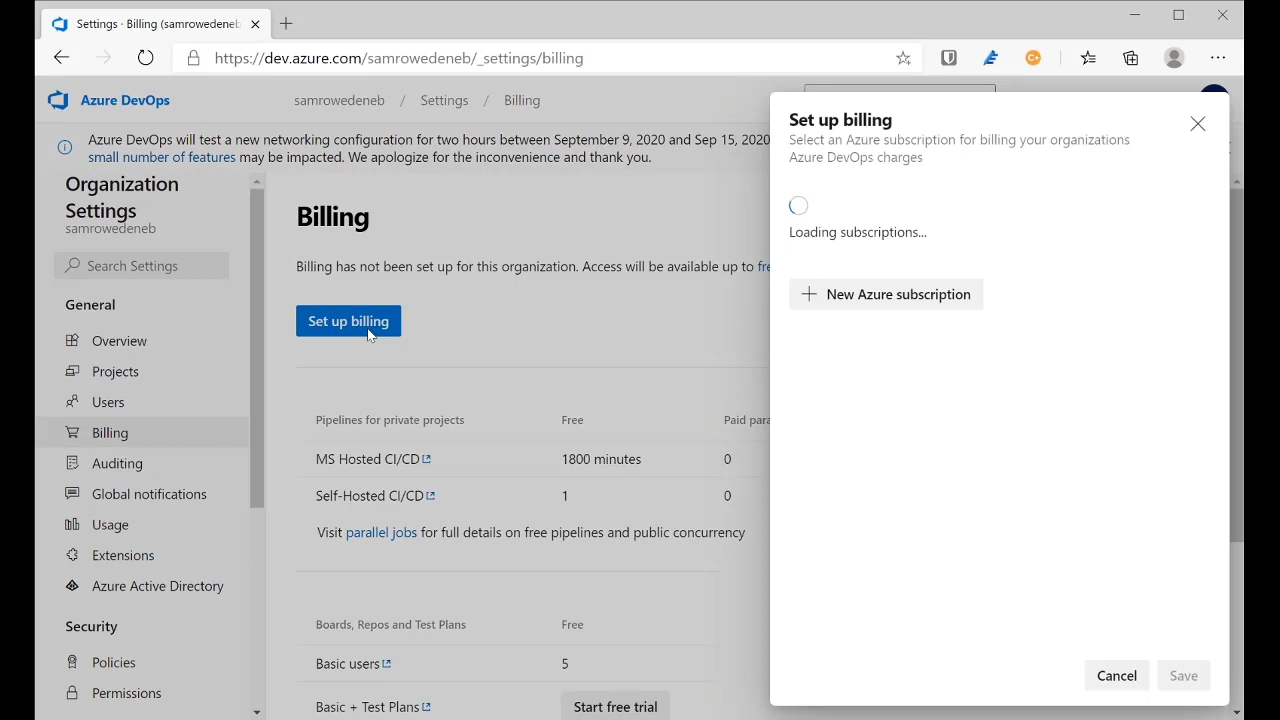 Settings · Billing (samrowedeneb
https://dev.azure.com/samrowedeneb/_settings/billing
Azure DevOps
samrowedeneb / Settings / Billing
Azure DevOps will test a new networking configuration for two hours between September 9, 2020 and Sep 15, 2020
small number of features may be impacted. We apologize for the inconvenience and thank you.
Organization
Settings
samrowedeneb
Search Settings
General
Overview
Projects
Users
Billing
Auditing
Global notifications
Usage
Extensions
Azure Active Directory
Security
Policies
Permissions
Billing
Billing has not been set up for this organization. Access will be available up to fre
Set up billing
Pipelines for private projects Free Paid para
MS Hosted CI/CD 1800 minutes 0
Self-Hosted CI/CD 1 0
Visit parallel jobs for full details on free pipelines and public concurrency
Boards, Repos and Test Plans Free
Basic users 5
Basic + Test Plans Start free trial
Set up billing
Select an Azure subscription for billing your organizations
Azure DevOps charges
Loading subscriptions...
New Azure subscription
Cancel Save